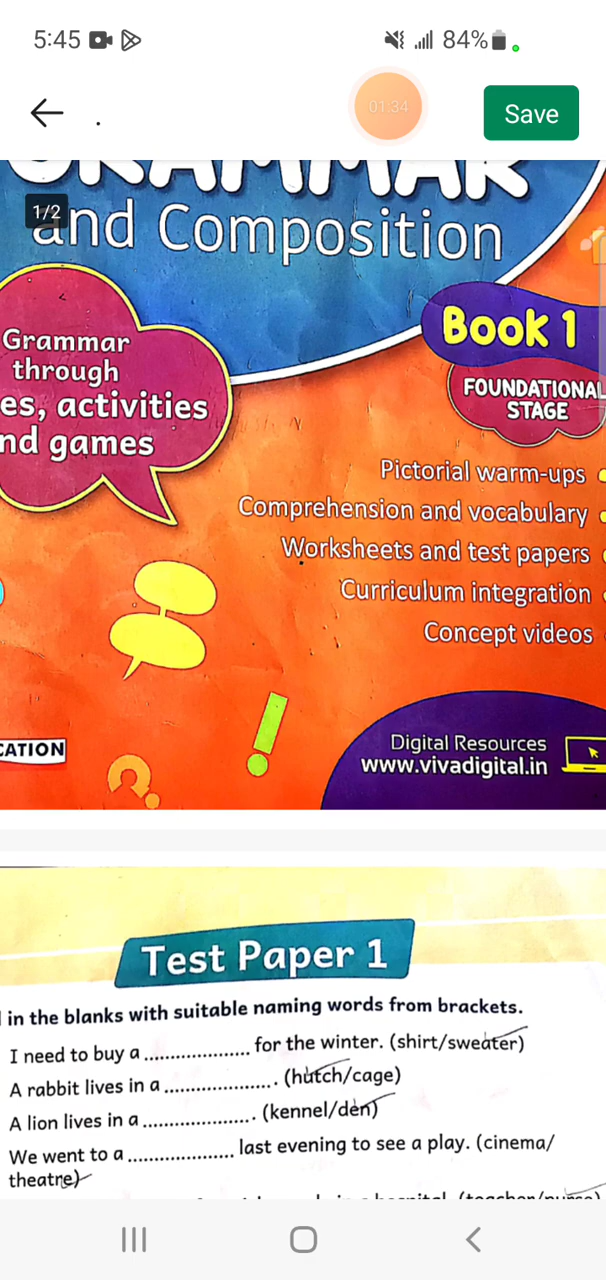 5:45 84%
01:34
Save
1/2
GRAMMAR
and Composition
Book 1
Grammar
through
es, activities
nd games
FOUNDATIONAL
STAGE
Pictorial warm-ups
Comprehension and vocabulary
Worksheets and test papers
Curriculum integration
Concept videos
CATION
Digital Resources
www.vivadigital.in
Test Paper 1
in the blanks with suitable naming words from brackets.
I need to buy a .................... for the winter. (shirt/sweater)
A rabbit lives in a ..................... (hutch/cage)
A lion lives in a ..................... (kennel/den)
We went to a .................... last evening to see a play. (cinema/
theatre)